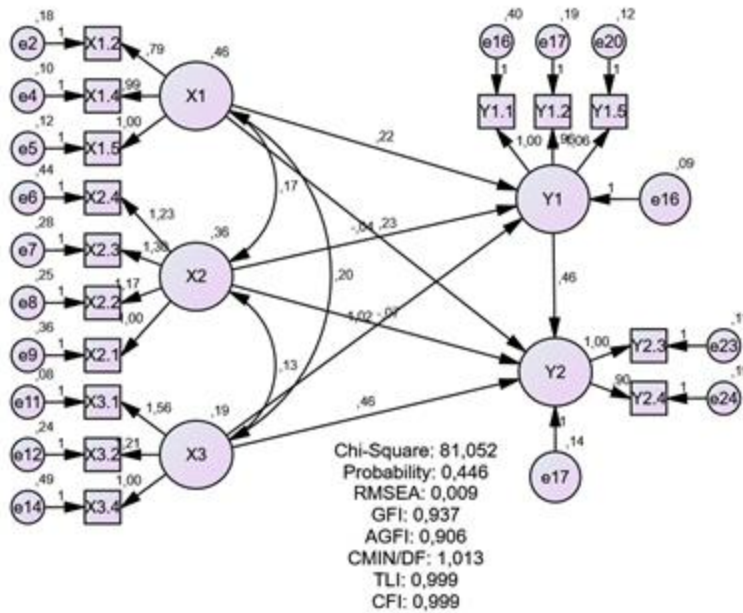 ,18
e2 1 X1.2 ,79
,46
,10
e4 1 X1.4 ,99
X1
,12
e5 1 X1.5 1,00
,44
e6 1 X2.4 1,23
,28
e7 1 X2.3 1,30
,36
X2
,25
e8 1 X2.2 1,17
,36
e9 1 X2.1 1,00
,08
e11 1 X3.1 1,56
,19
,24
e12 1 X3.2 ,21
X3
,49
e14 1 X3.4 1,00
,17
,20
,13
,22
-,04 ,23
1,02
,46
,40 ,19 ,12
e16 e17 e20
1 1 1
Y1.1 Y1.2 Y1.5
1,00 1,06
Y1
1 e16 ,09
,46
Y2
1,00 Y2.3 1 e23
,90 Y2.4 1 e24
1
,14
e17
Chi-Square: 81,052
Probability: 0,446
RMSEA: 0,009
GFI: 0,937
AGFI: 0,906
CMIN/DF: 1,013
TLI: 0,999
CFI: 0,999